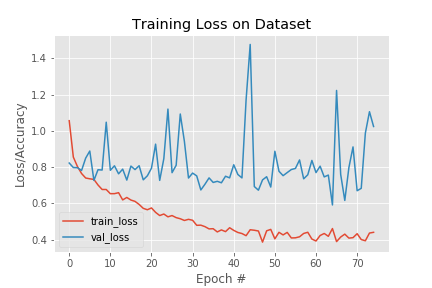 Training Loss on Dataset
Loss/Accuracy
1.4
1.2
1.0
0.8
0.6
0.4
train_loss
val_loss
0 10 20 30 40 50 60 70
Epoch #